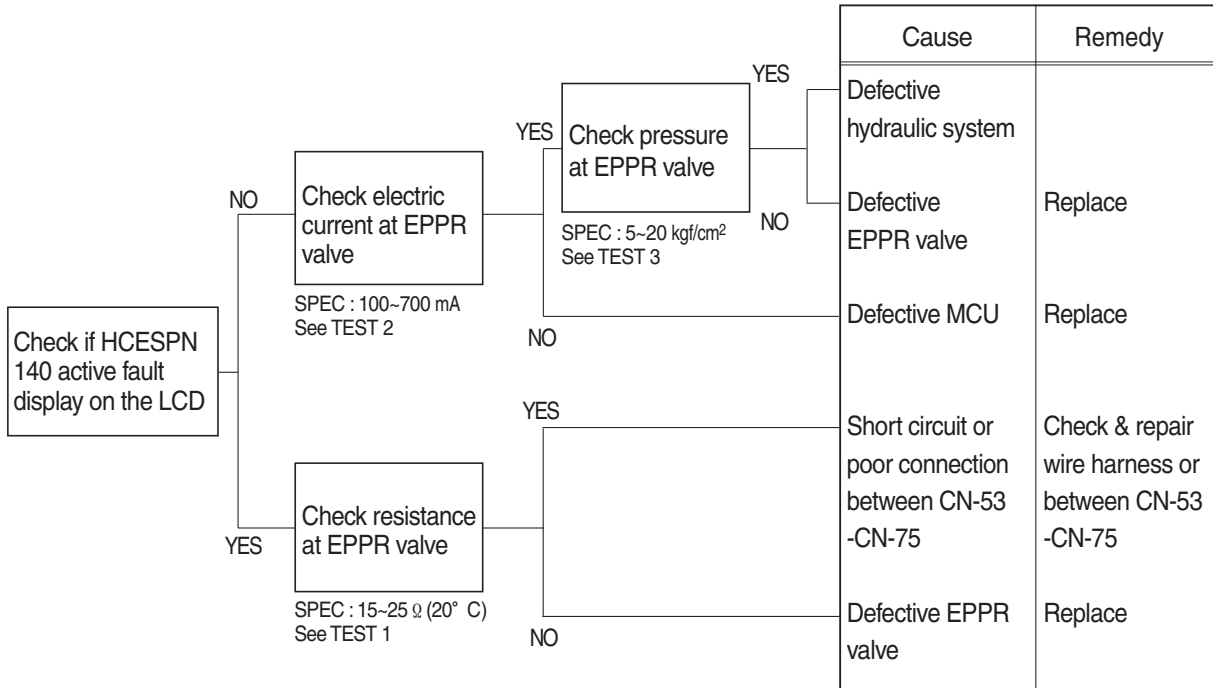 Cause
Remedy
Check if HCESPN
140 active fault
display on the LCD
NO
Check electric
current at EPPR
valve
SPEC : 100~700 mA
See TEST 2
YES
Check pressure
at EPPR valve
SPEC : 5~20 kgf/cm²
See TEST 3
YES
Defective
hydraulic system
NO
Defective
EPPR valve
Replace
NO
Defective MCU
Replace
YES
Check resistance
at EPPR valve
SPEC : 15~25 Ω (20° C)
See TEST 1
YES
Short circuit or
poor connection
between CN-53
-CN-75
Check & repair
wire harness or
between CN-53
-CN-75
NO
Defective EPPR
valve
Replace